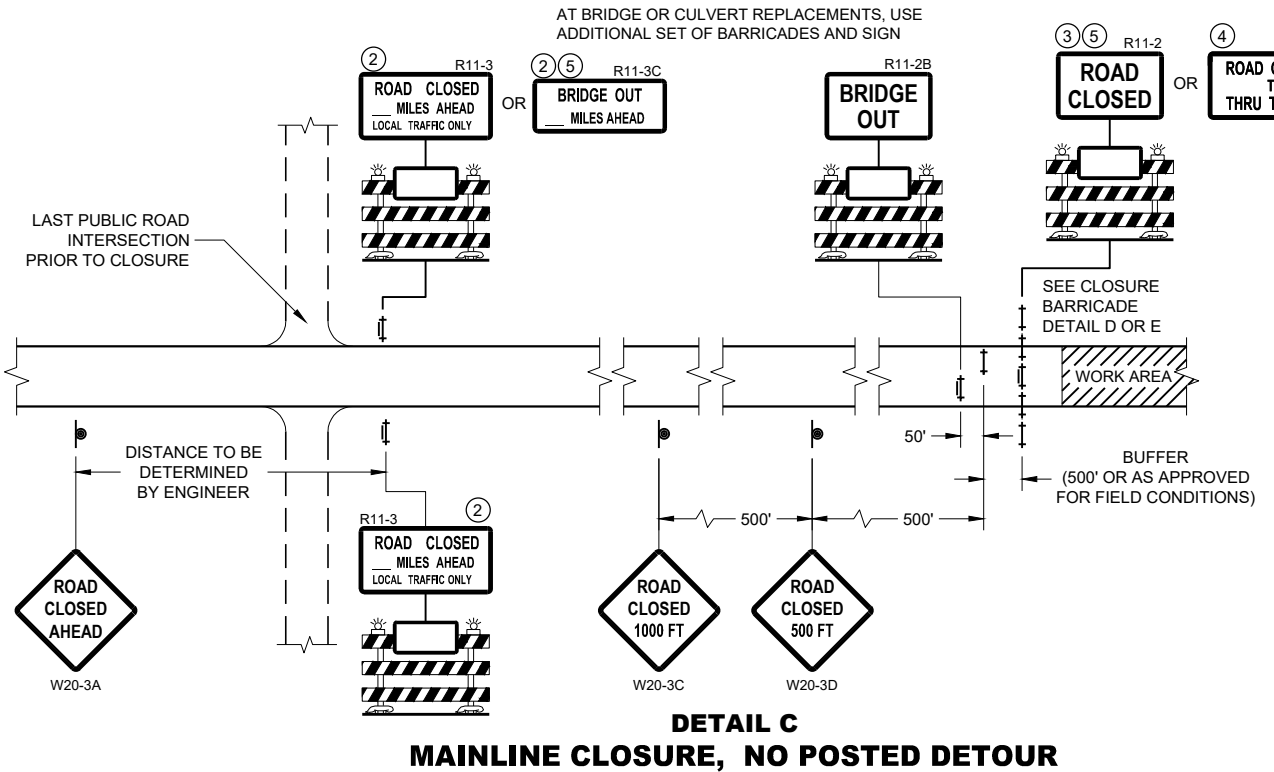 AT BRIDGE OR CULVERT REPLACEMENTS, USE
ADDITIONAL SET OF BARRICADES AND SIGN
2
R11-3
ROAD CLOSED
___ MILES AHEAD
LOCAL TRAFFIC ONLY
OR
2 5
R11-3C
BRIDGE OUT
___ MILES AHEAD
R11-2B
BRIDGE
OUT
3 5
R11-2
ROAD
CLOSED
OR
4
ROAD
THRU
LAST PUBLIC ROAD
INTERSECTION
PRIOR TO CLOSURE
SEE CLOSURE
BARRICADE
DETAIL D OR E
WORK AREA
DISTANCE TO BE
DETERMINED
BY ENGINEER
50'
BUFFER
(500' OR AS APPROVED
FOR FIELD CONDITIONS)
500'
500'
R11-3
2
ROAD CLOSED
___ MILES AHEAD
LOCAL TRAFFIC ONLY
ROAD
CLOSED
AHEAD
W20-3A
ROAD
CLOSED
1000 FT
W20-3C
ROAD
CLOSED
500 FT
W20-3D
DETAIL C
MAINLINE CLOSURE, NO POSTED DETOUR